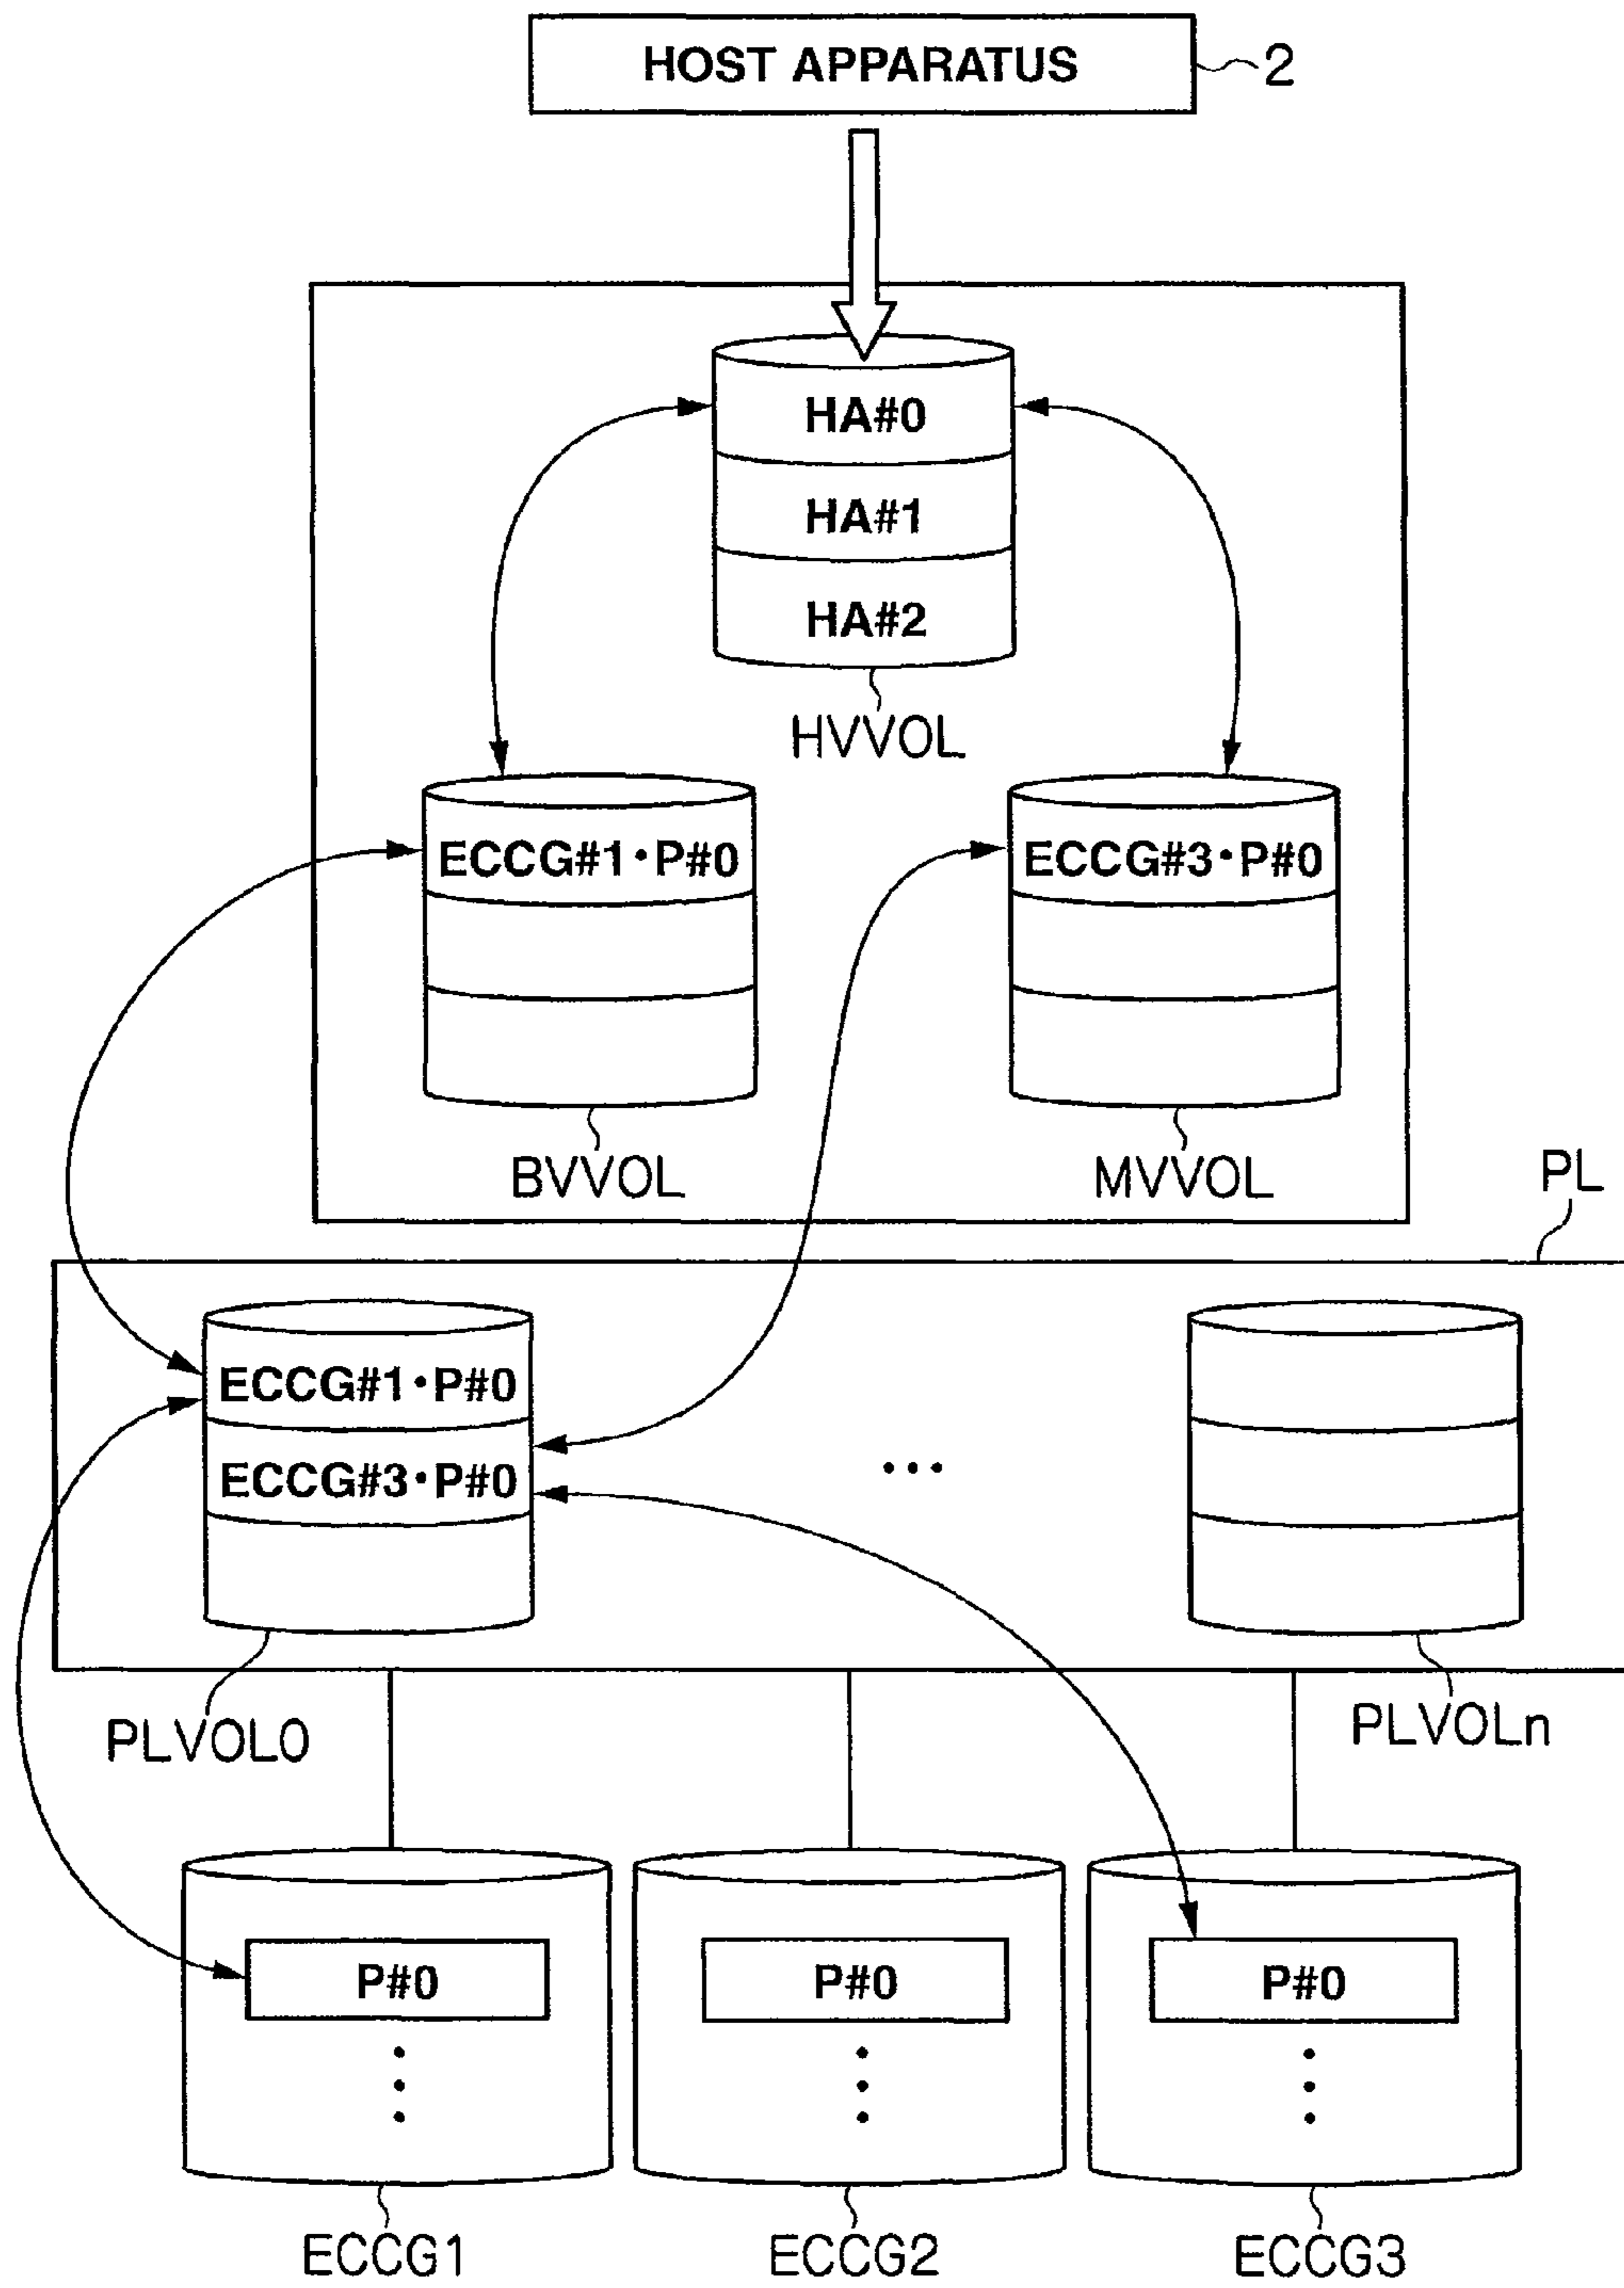 HOST APPARATUS
2
HA#0
HA#1
HA#2
HVVOL
ECCG#1・P#0
ECCG#3・P#0
BVVOL
MVVOL
PL
ECCG#1・P#0
ECCG#3・P#0
...
PLVOL0
PLVOLn
P#0
P#0
P#0
ECCG1
ECCG2
ECCG3